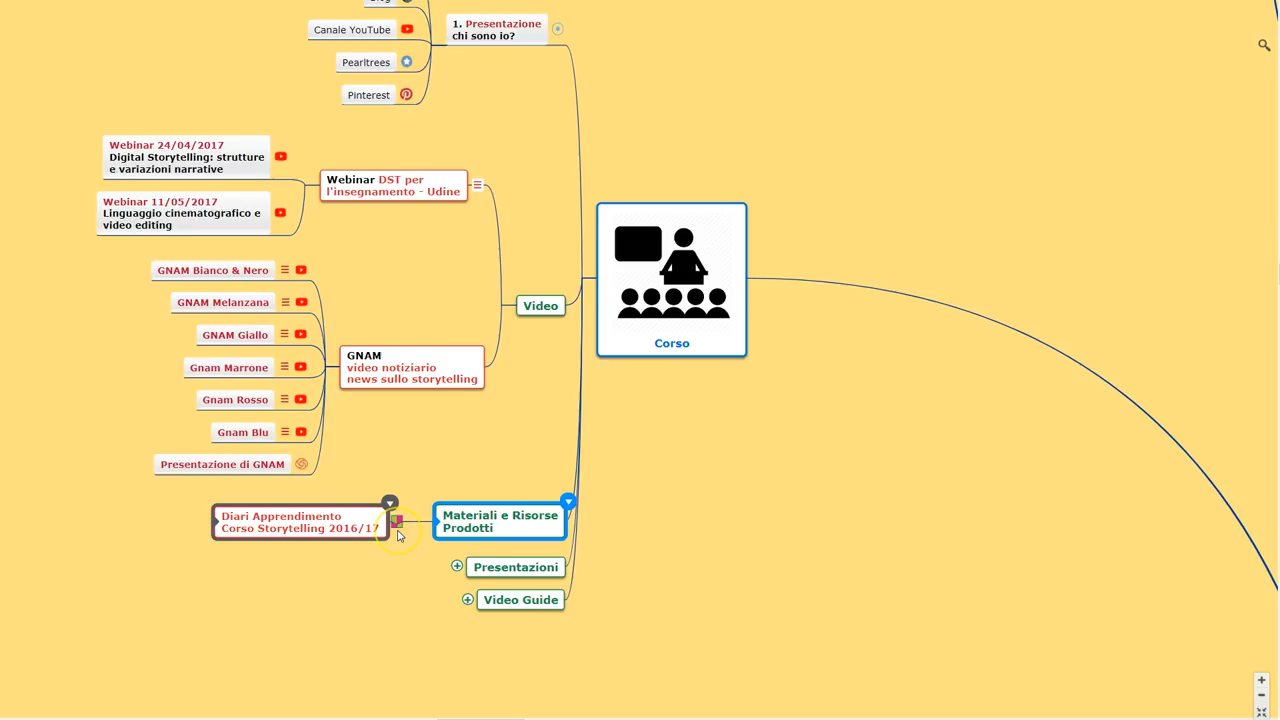 1. Presentazione
chi sono io?
Canale YouTube
Pearltrees
Pinterest
Webinar 24/04/2017
Digital Storytelling: strutture
e variazioni narrative
Webinar 11/05/2017
Linguaggio cinematografico e
video editing
Webinar DST per
l'insegnamento - Udine
GNAM Bianco & Nero
GNAM Melanzana
GNAM Giallo
Gnam Marrone
Gnam Rosso
Gnam Blu
Presentazione di GNAM
GNAM
video notiziario
news sullo storytelling
Video
Corso
Diari Apprendimento
Corso Storytelling 2016/17
Materiali e Risorse
Prodotti
Presentazioni
Video Guide